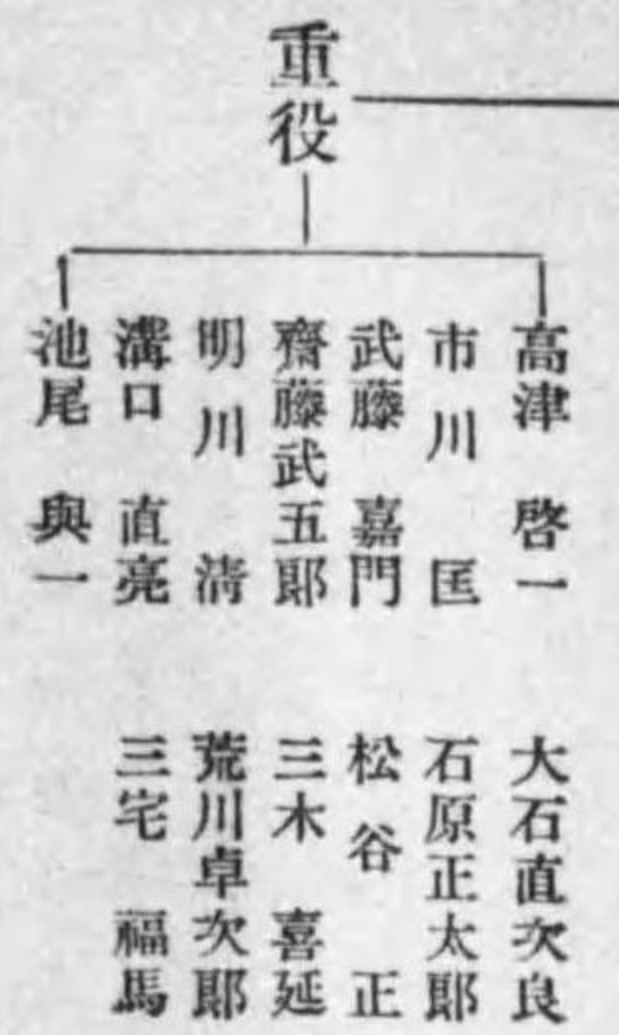 重役
高津啓一
市川匡
武藤嘉門
齋藤武五郎
明川清
溝口直亮
池尾與一
大石直次良
石原正太郎
松谷正
三木喜延
荒川卓次郎
三宅福馬